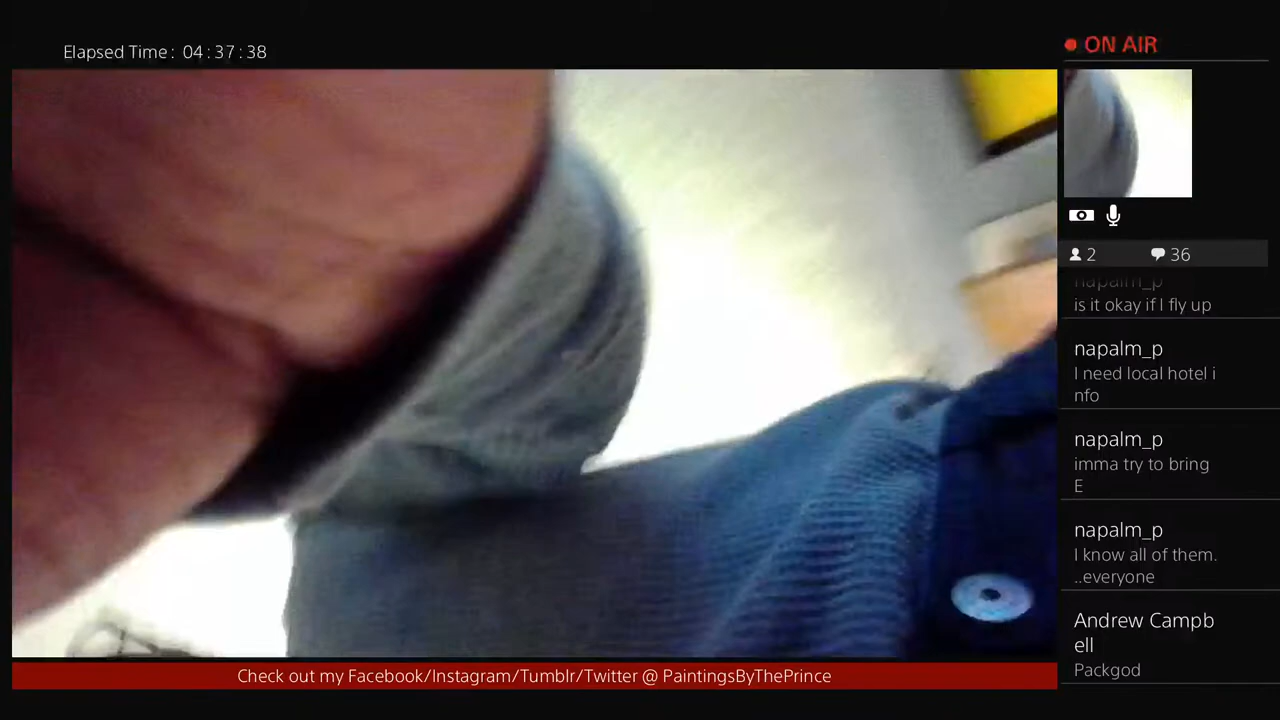 Elapsed Time: 04:37:38
ON AIR
2 36
napalm_p
is it okay if I fly up
napalm_p
I need local hotel i
nfo
napalm_p
imma try to bring
E
napalm_p
I know all of them.
..everyone
Andrew Campb
ell
Packgod
Check out my Facebook/Instagram/Tumblr/Twitter @ PaintingsByThePrince